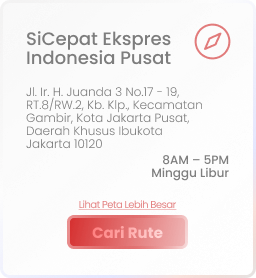 SiCepat Ekspres
Indonesia Pusat
Jl. Ir. H. Juanda 3 No.17 - 19,
RT.8/RW.2, Kb. Klp., Kecamatan
Gambir, Kota Jakarta Pusat,
Daerah Khusus Ibukota
Jakarta 10120
8AM – 5PM
Minggu Libur
Lihat Peta Lebih Besar
Cari Rute